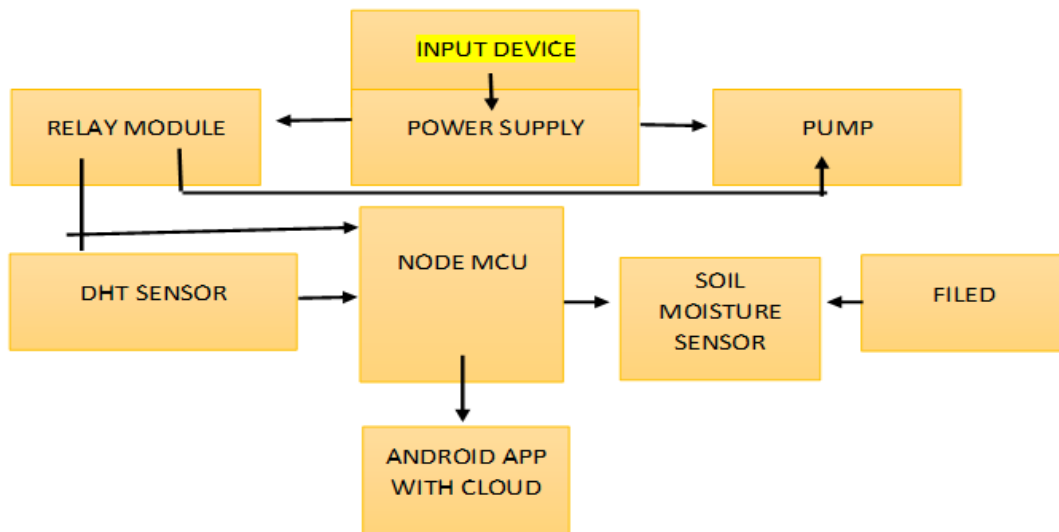 INPUT DEVICE
RELAY MODULE
POWER SUPPLY
PUMP
DHT SENSOR
NODE MCU
SOIL
MOISTURE
SENSOR
FILED
ANDROID APP
WITH CLOUD